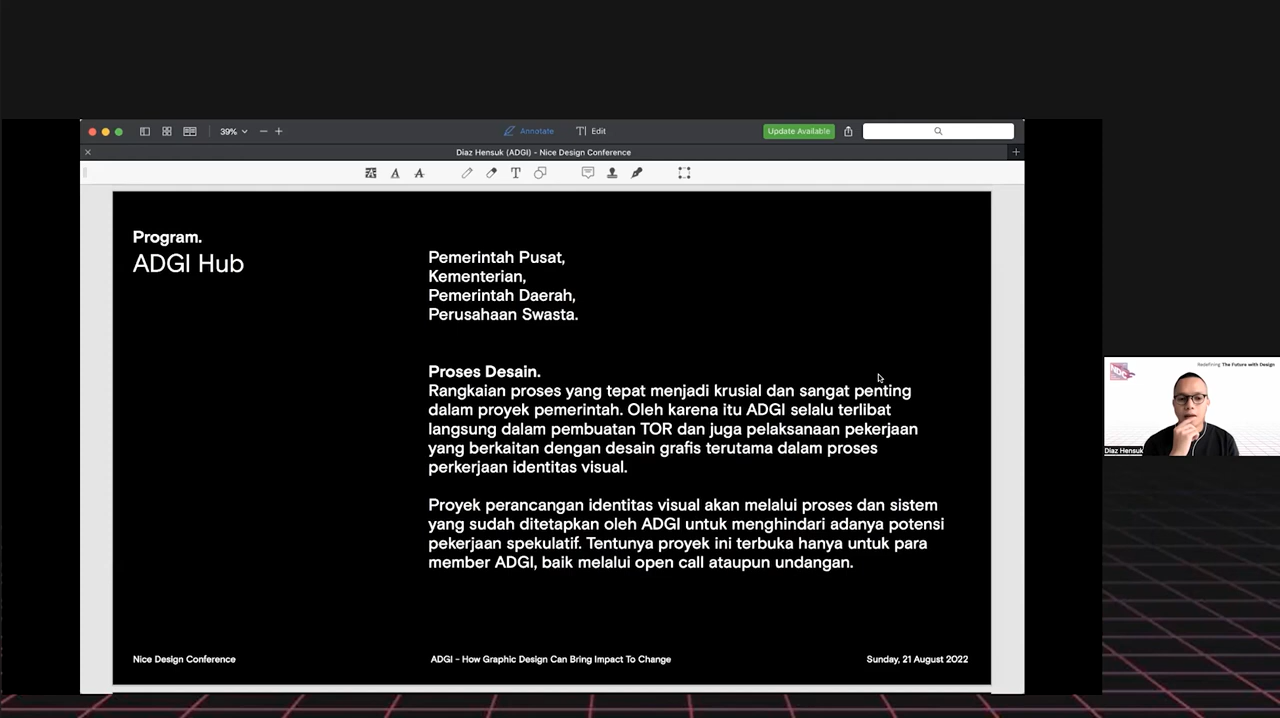 39%
Annotate
Edit
Update Available
Diaz Hensuk (ADGI) - Nice Design Conference
Program.
ADGI Hub
Pemerintah Pusat,
Kementerian,
Pemerintah Daerah,
Perusahaan Swasta.
Proses Desain.
Rangkaian proses yang tepat menjadi krusial dan sangat penting
dalam proyek pemerintah. Oleh karena itu ADGI selalu terlibat
langsung dalam pembuatan TOR dan juga pelaksanaan pekerjaan
yang berkaitan dengan desain grafis terutama dalam proses
perkerjaan identitas visual.
Proyek perancangan identitas visual akan melalui proses dan sistem
yang sudah ditetapkan oleh ADGI untuk menghindari adanya potensi
pekerjaan spekulatif. Tentunya proyek ini terbuka hanya untuk para
member ADGI, baik melalui open call ataupun undangan.
Nice Design Conference
ADGI - How Graphic Design Can Bring Impact To Change
Sunday, 21 August 2022
Redefining The Future with Design
Diaz Hensuk